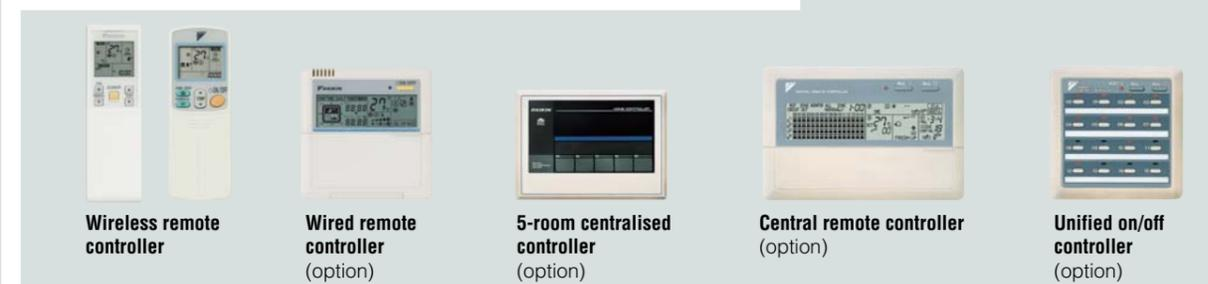 Wireless remote
controller
Wired remote
controller
(option)
5-room centralised
controller
(option)
Central remote controller
(option)
Unified on/off
controller
(option)